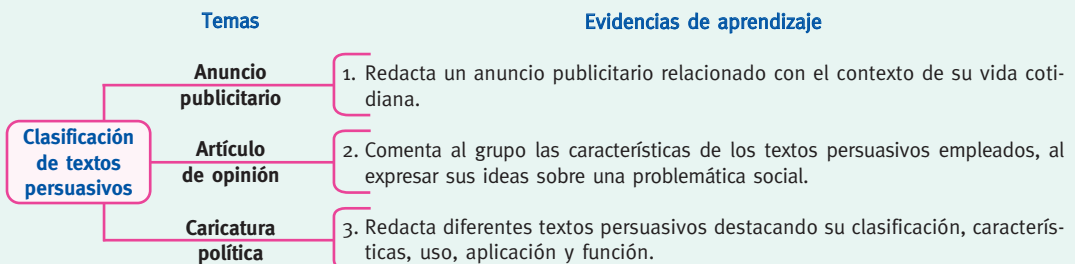 Temas
Evidencias de aprendizaje
Clasificación
de textos
persuasivos
Anuncio
publicitario
1. Redacta un anuncio publicitario relacionado con el contexto de su vida coti-
diana.
Artículo
de opinión
2. Comenta al grupo las características de los textos persuasivos empleados, al
expresar sus ideas sobre una problemática social.
Caricatura
política
3. Redacta diferentes textos persuasivos destacando su clasificación, caracterís-
ticas, uso, aplicación y función.